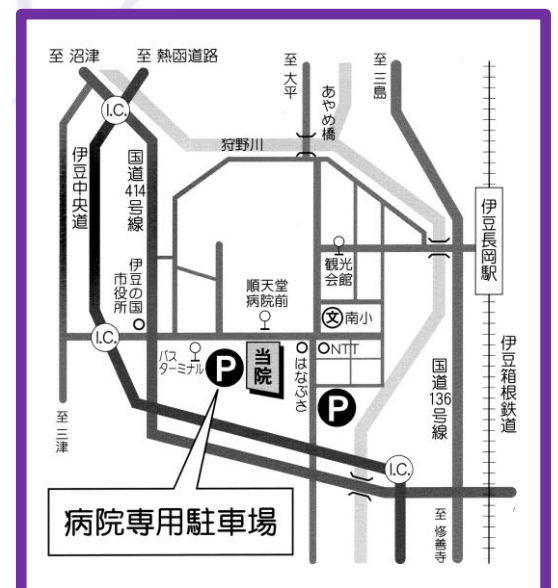 至 沼津
至 熱函道路
至大平
至三島
あやめ橋
I.C.
狩野川
伊豆中央道
国道414号線
伊豆長岡駅
伊豆の国
市役所
順天堂
病院前
観光
会館
文 南小
I.C.
バス
ターミナル
P
当院
はなぶさ
NTT
P
国道136号線
伊豆箱根鉄道
至三津
I.C.
病院専用駐車場
至修善寺